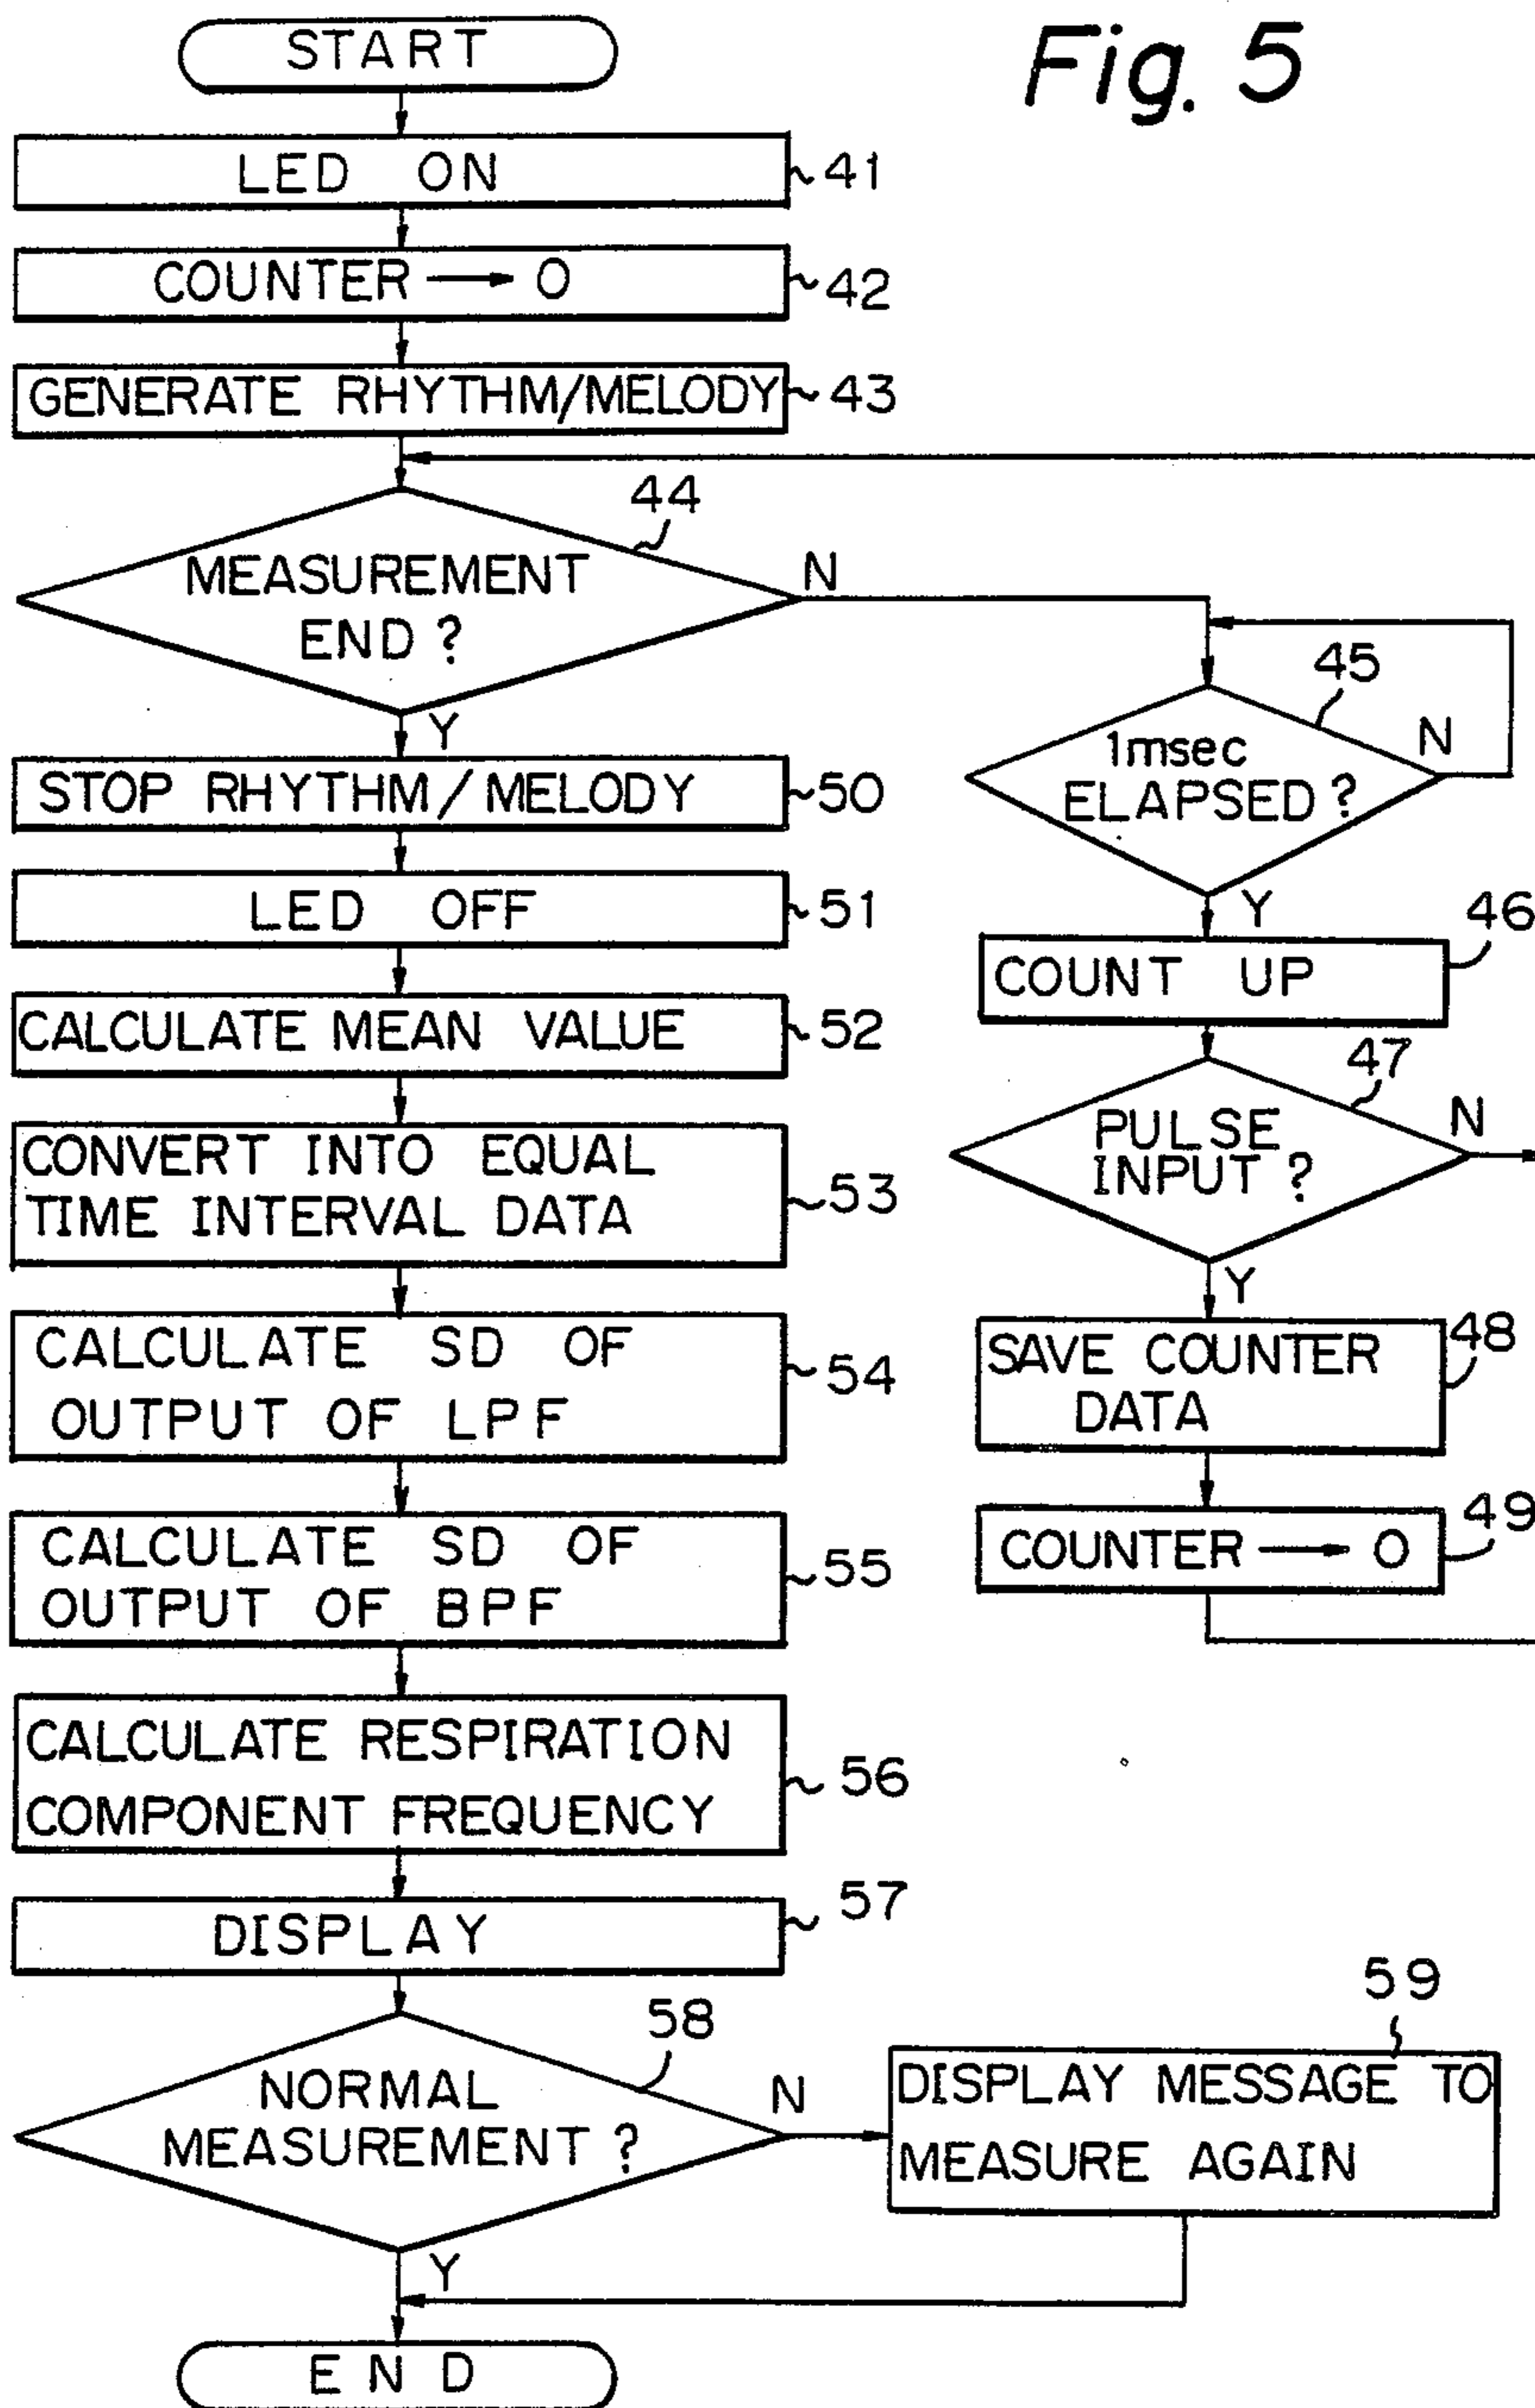 Fig. 5
START
LED ON
41
COUNTER → 0
42
GENERATE RHYTHM/MELODY
43
44
MEASUREMENT
END ?
N
Y
45
1msec
ELAPSED ?
N
Y
46
COUNT UP
47
PULSE
INPUT ?
N
Y
48
SAVE COUNTER
DATA
49
COUNTER → 0
STOP RHYTHM / MELODY
50
LED OFF
51
CALCULATE MEAN VALUE
52
CONVERT INTO EQUAL
TIME INTERVAL DATA
53
CALCULATE SD OF
OUTPUT OF LPF
54
CALCULATE SD OF
OUTPUT OF BPF
55
CALCULATE RESPIRATION
COMPONENT FREQUENCY
56
DISPLAY
57
58
NORMAL
MEASUREMENT ?
N
Y
59
DISPLAY MESSAGE TO
MEASURE AGAIN
END